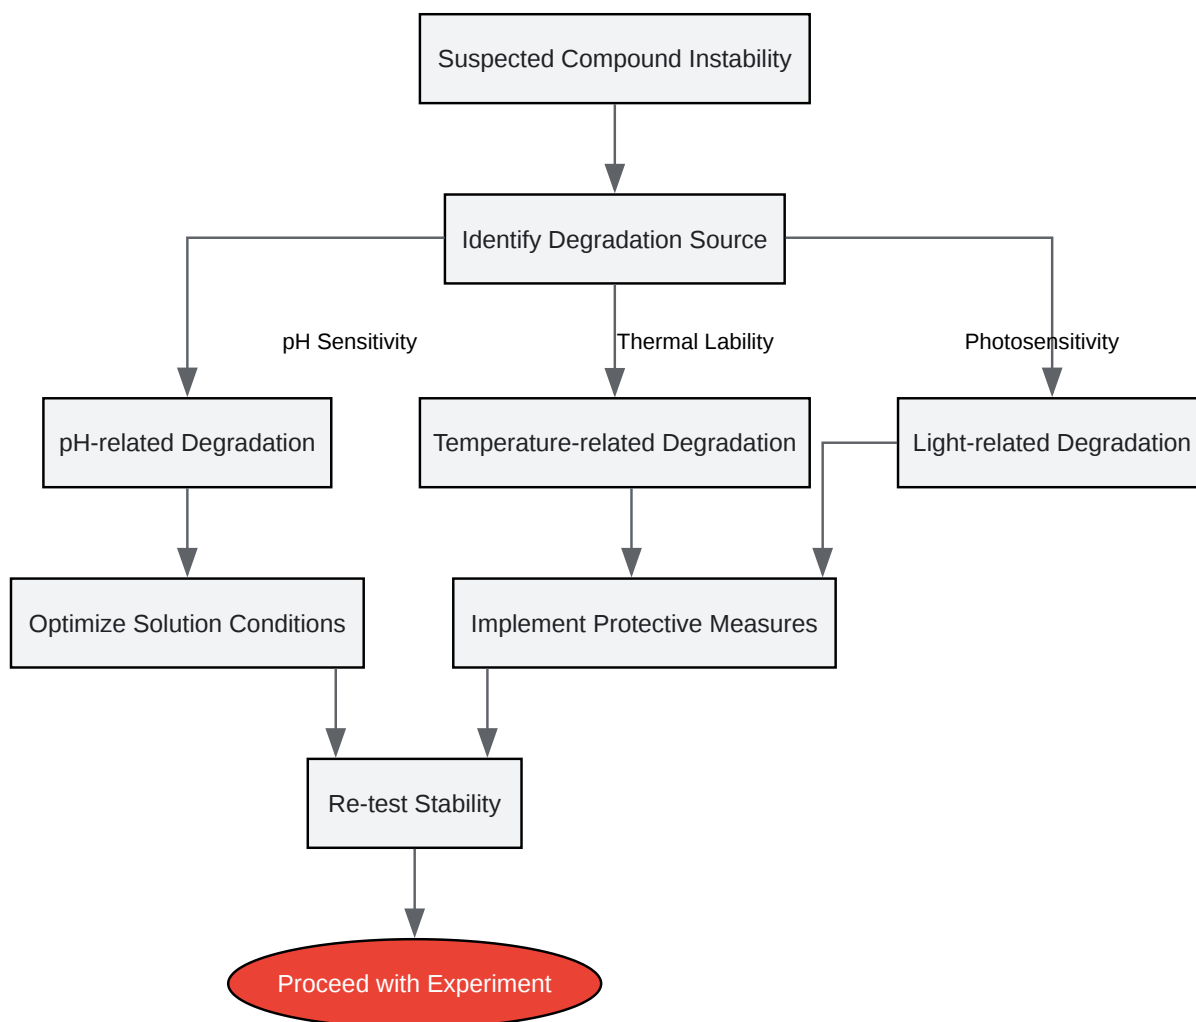 Suspected Compound Instability
Identify Degradation Source
pH Sensitivity
Thermal Lability
Photosensitivity
pH-related Degradation
Temperature-related Degradation
Light-related Degradation
Optimize Solution Conditions
Implement Protective Measures
Re-test Stability
Proceed with Experiment